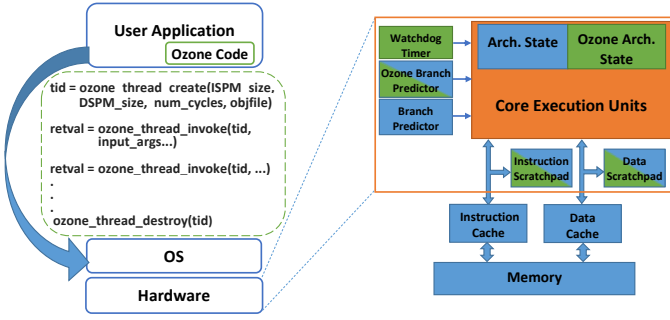 User Application
Ozone Code
tid = ozone_thread_create(ISPM_size,
DSPM_size, num_cycles, objfile)
retval = ozone_thread_invoke(tid,
input_args...)
retval = ozone_thread_invoke(tid, ...)
.
.
.
ozone_thread_destroy(tid)
OS
Hardware
Watchdog
Timer
Ozone Branch
Predictor
Branch
Predictor
Arch. State
Ozone Arch.
State
Core Execution Units
Instruction
Scratchpad
Data
Scratchpad
Instruction
Cache
Data
Cache
Memory